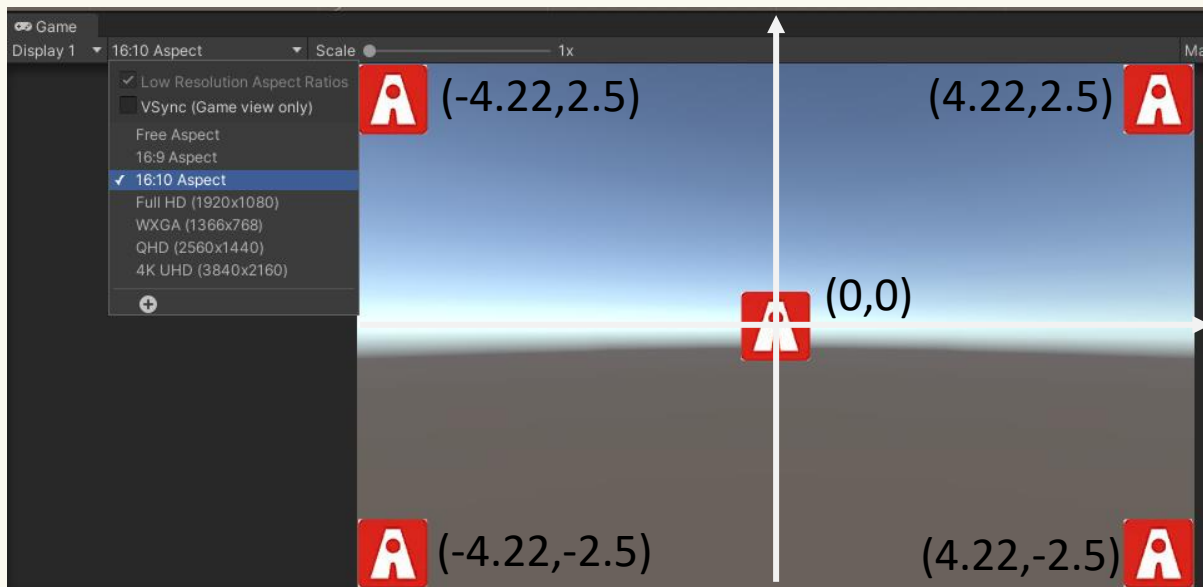 Game
Display 1 16:10 Aspect Scale 1x Ma
Low Resolution Aspect Ratios
VSync (Game view only)
Free Aspect
16:9 Aspect
16:10 Aspect
Full HD (1920x1080)
WXGA (1366x768)
QHD (2560x1440)
4K UHD (3840x2160)
(-4.22,2.5) (4.22,2.5)
(0,0)
(-4.22,-2.5) (4.22,-2.5)